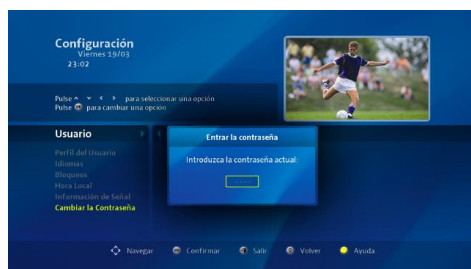 Configuración
Viernes 19/03
23:02
Pulse ^ ˅ < > para seleccionar una opción
Pulse para cambiar una opción
Usuario
Perfil del Usuario
Idiomas
Bloqueos
Hora Local
Información de Señal
Cambiar la Contraseña
Entrar la contraseña
Introduzca la contraseña actual:
- - - -
Navegar Confirmar Salir Volver Ayuda